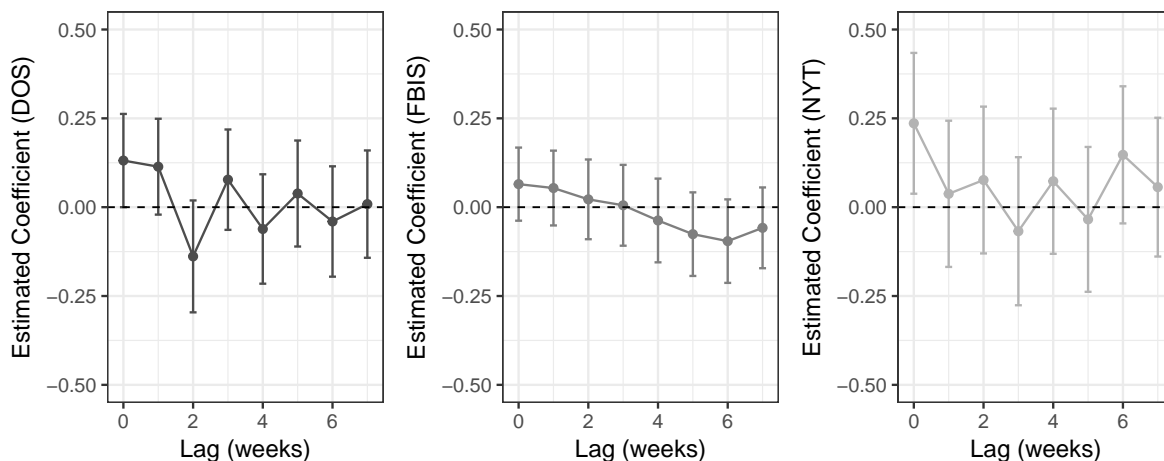 Estimated Coefficient (DOS)
0.50
0.25
0.00
−0.25
−0.50
0 2 4 6
Lag (weeks)
Estimated Coefficient (FBIS)
0.50
0.25
0.00
−0.25
−0.50
0 2 4 6
Lag (weeks)
Estimated Coefficient (NYT)
0.50
0.25
0.00
−0.25
−0.50
0 2 4 6
Lag (weeks)